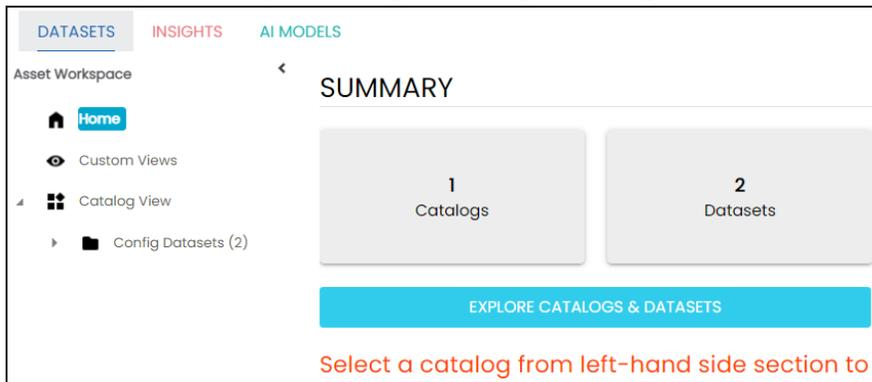 DATASETS INSIGHTS AI MODELS
Asset Workspace
Home
Custom Views
Catalog View
Config Datasets (2)
SUMMARY
1
Catalogs
2
Datasets
EXPLORE CATALOGS & DATASETS
Select a catalog from left-hand side section to